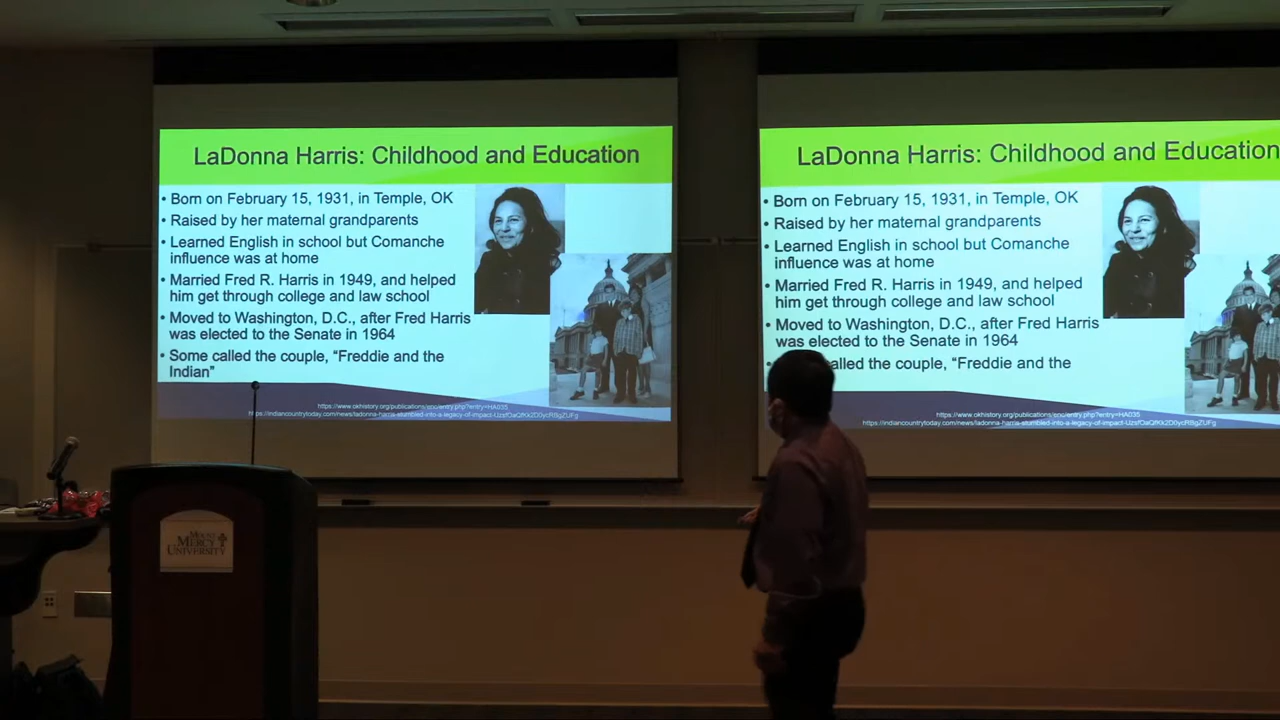 LaDonna Harris: Childhood and Education
• Born on February 15, 1931, in Temple, OK
• Raised by her maternal grandparents
• Learned English in school but Comanche
influence was at home
• Married Fred R. Harris in 1949, and helped
him get through college and law school
• Moved to Washington, D.C., after Fred Harris
was elected to the Senate in 1964
• Some called the couple, “Freddie and the
Indian”
https://www.okhistory.org/publications/enc/entry.php?entry=HA035
LaDonna Harris: Childhood and Education
• Born on February 15, 1931, in Temple, OK
• Raised by her maternal grandparents
• Learned English in school but Comanche
influence was at home
• Married Fred R. Harris in 1949, and helped
him get through college and law school
• Moved to Washington, D.C., after Fred Harris
was elected to the Senate in 1964
called the couple, “Freddie and the
https://www.okhistory.org/publications/enc/entry.php?entry=HA035
MOUNT
MERCY
UNIVERSITY